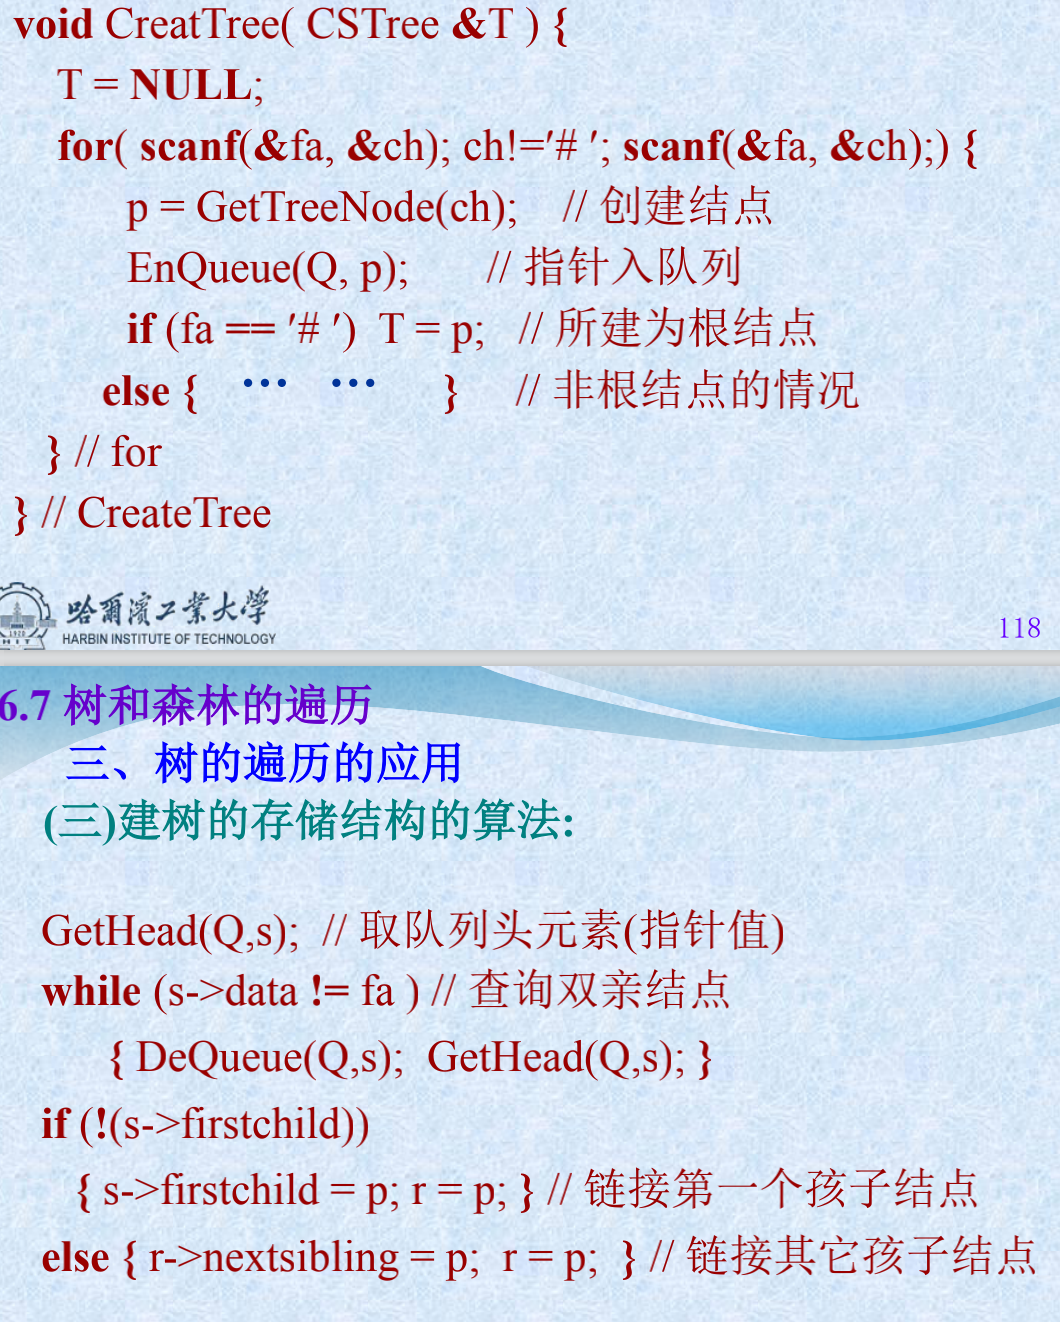 void CreatTree( CSTree &T ) {
T = NULL;
for( scanf(&fa, &ch); ch!='# '; scanf(&fa, &ch);) {
p = GetTreeNode(ch); // 创建结点
EnQueue(Q, p); // 指针入队列
if (fa == '# ') T = p; // 所建为根结点
else { … … } // 非根结点的情况
} // for
} // CreateTree
哈爾濱工業大學
1920
HIT
HARBIN INSTITUTE OF TECHNOLOGY
118
6.7 树和森林的遍历
三、树的遍历的应用
(三)建树的存储结构的算法:
GetHead(Q,s); // 取队列头元素(指针值)
while (s->data != fa ) // 查询双亲结点
{ DeQueue(Q,s); GetHead(Q,s); }
if (!(s->firstchild))
{ s->firstchild = p; r = p; } // 链接第一个孩子结点
else { r->nextsibling = p; r = p; } // 链接其它孩子结点